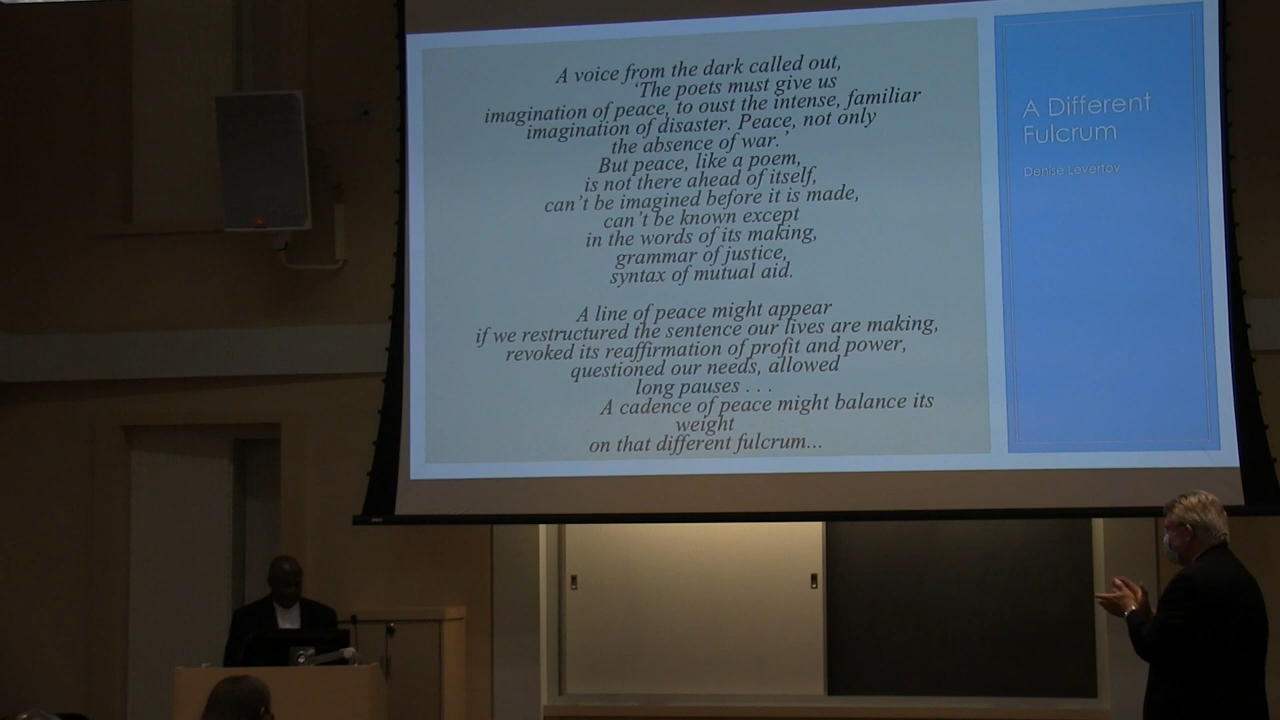 A voice from the dark called out,
'The poets must give us
imagination of peace, to oust the intense, familiar
imagination of disaster. Peace, not only
the absence of war.'
But peace, like a poem,
is not there ahead of itself,
can't be imagined before it is made,
can't be known except
in the words of its making,
grammar of justice,
syntax of mutual aid.
A line of peace might appear
if we restructured the sentence our lives are making,
revoked its reaffirmation of profit and power,
questioned our needs, allowed
long pauses . . .
A cadence of peace might balance its
weight
on that different fulcrum...
A Different
Fulcrum
Denise Levertov